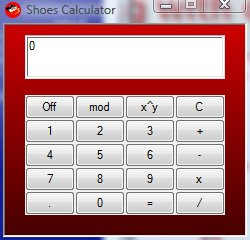 Shoes Calculator
0
Off mod x^y C
1 2 3 +
4 5 6 -
7 8 9 x
. 0 = /